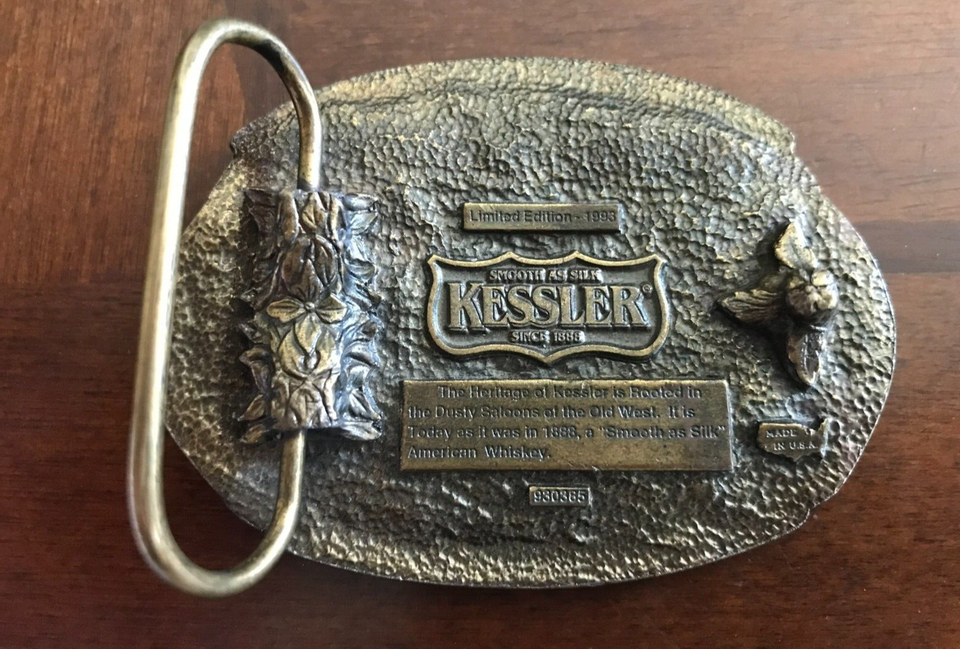 Limited Edition - 1993
SMOOTH AS SILK
KESSLER®
SINCE 1888
The Heritage of Kessler is Rooted in
the Dusty Saloons of the Old West. It is
Today as it was in 1888, a "Smooth as Silk"
American Whiskey.
MADE
IN U.S.A.
930365